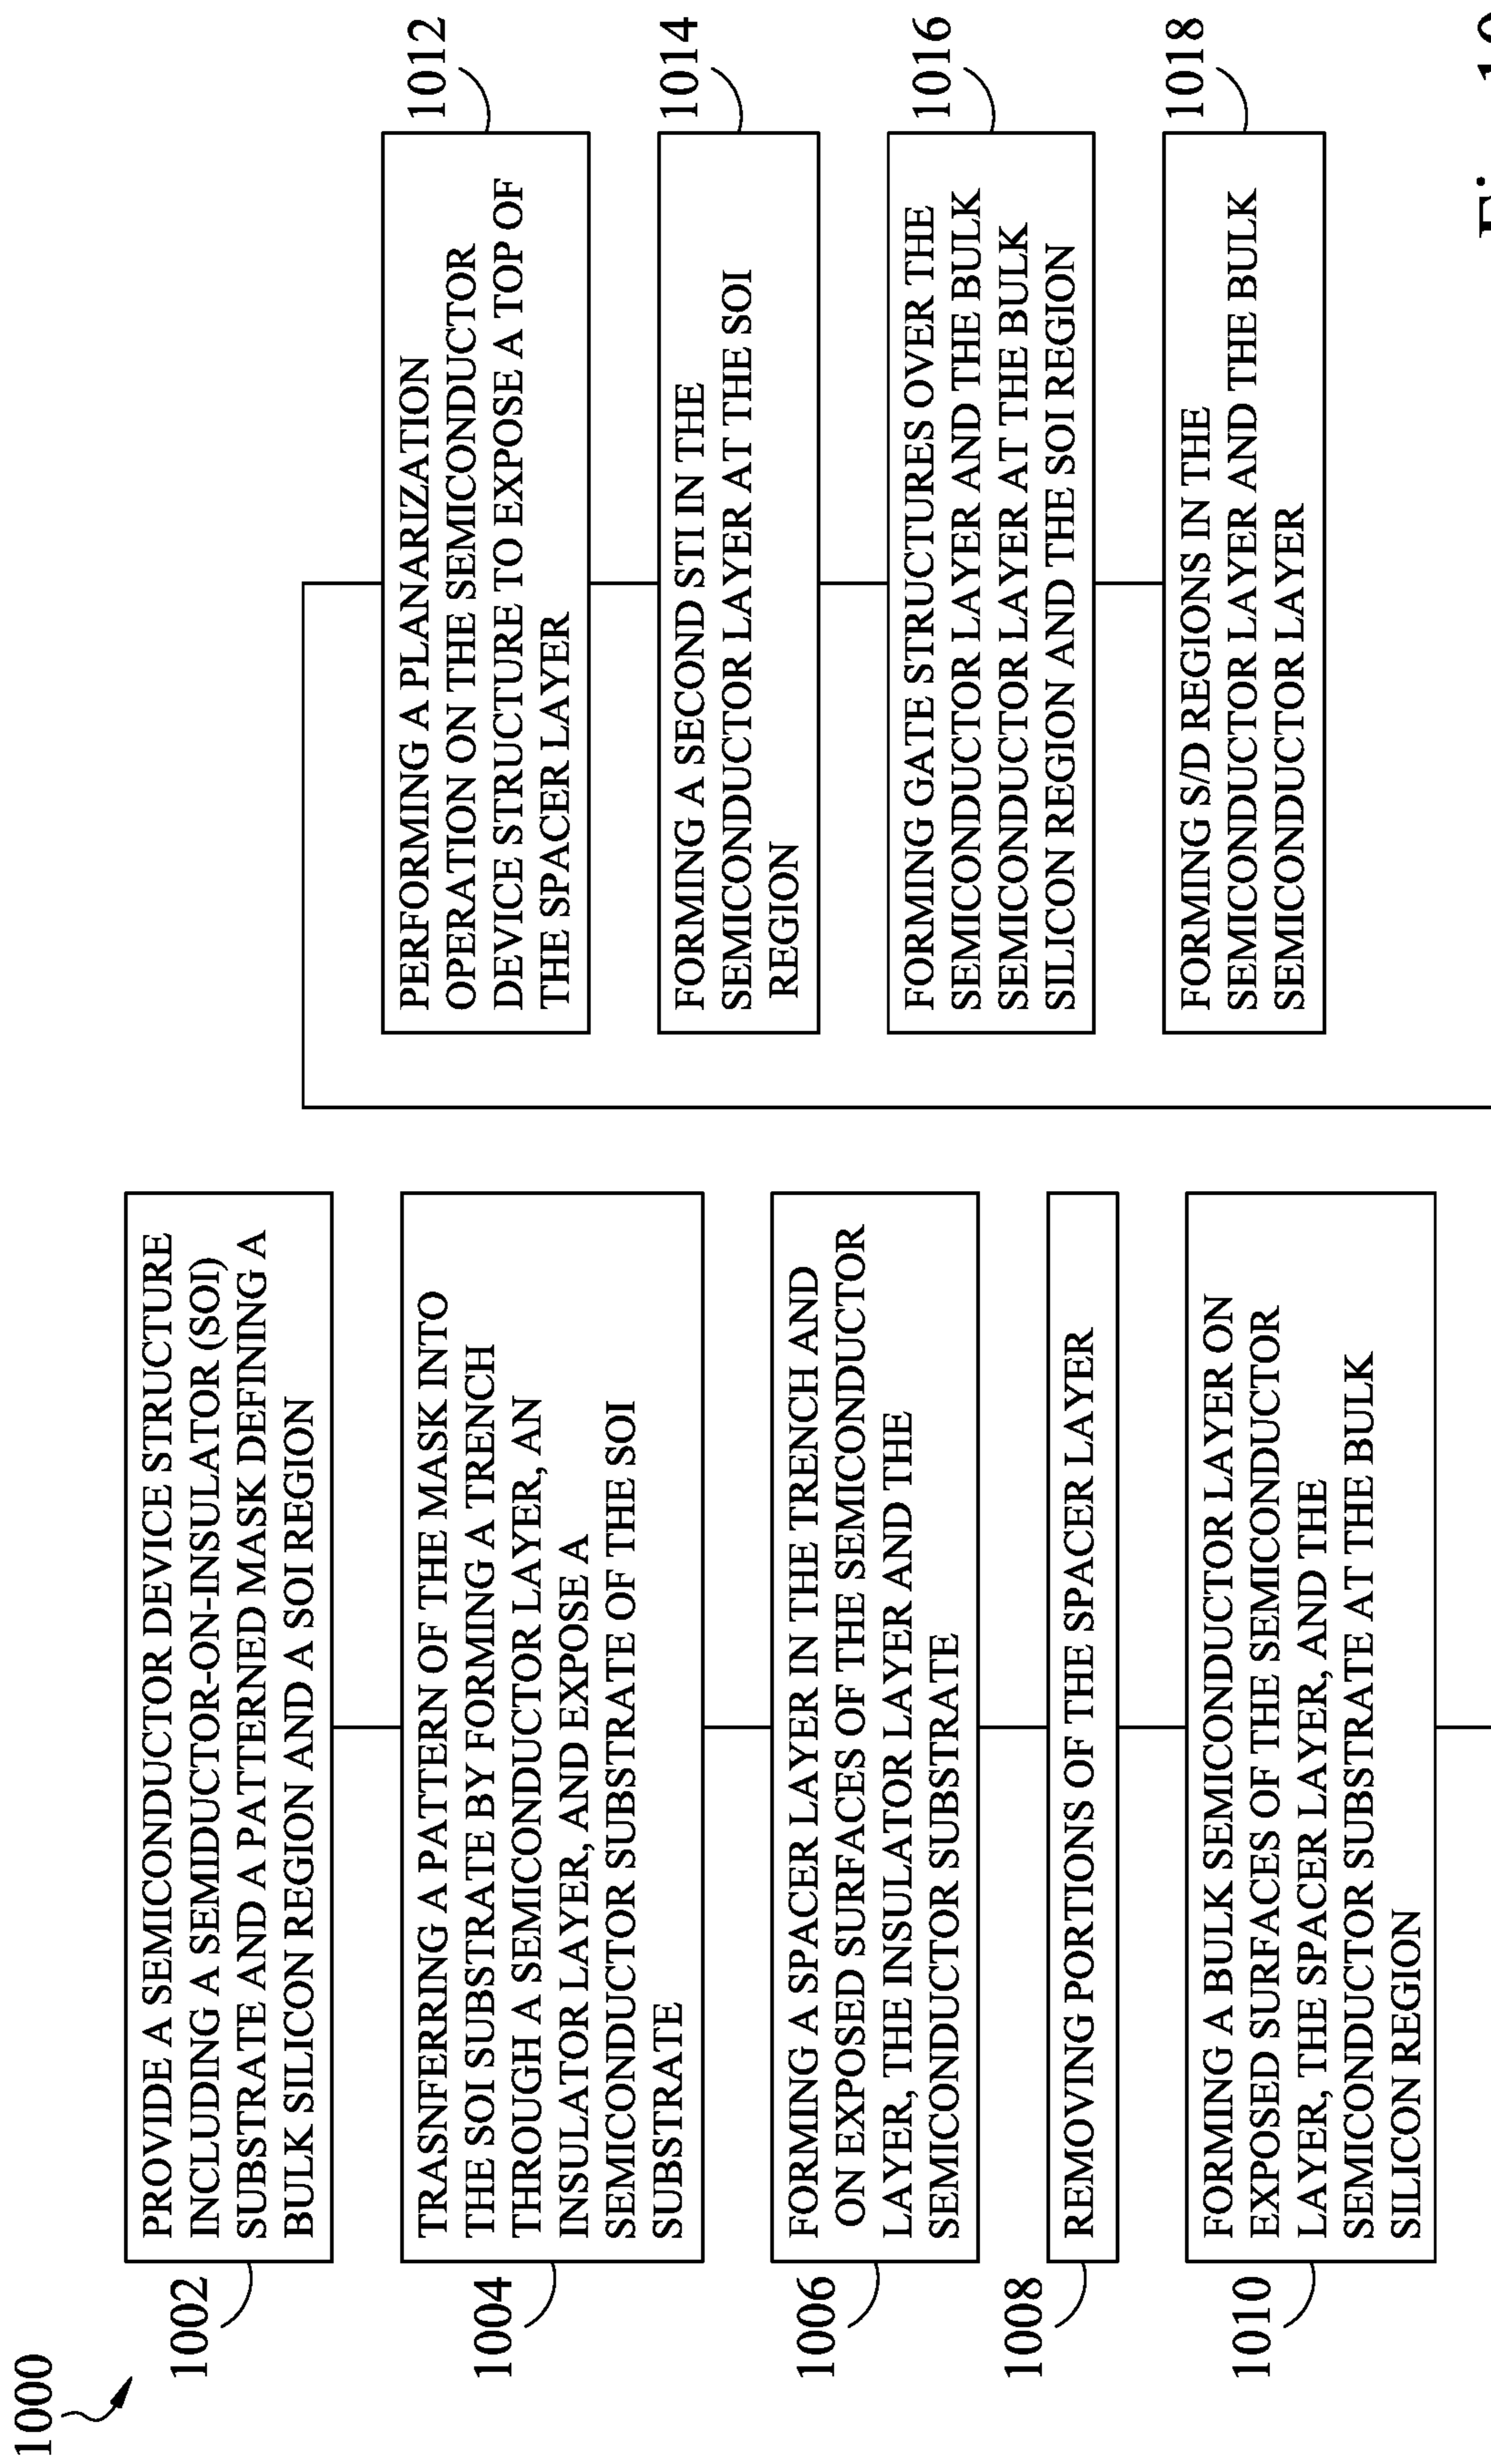 1000
1002
PROVIDE A SEMICONDUCTOR DEVICE STRUCTURE
INCLUDING A SEMIDUCTOR-ON-INSULATOR (SOI)
SUBSTRATE AND A PATTERNED MASK DEFINING A
BULK SILICON REGION AND A SOI REGION
1004
TRASNFERRING A PATTERN OF THE MASK INTO
THE SOI SUBSTRATE BY FORMING A TRENCH
THROUGH A SEMICONDUCTOR LAYER, AN
INSULATOR LAYER, AND EXPOSE A
SEMICONDUCTOR SUBSTRATE OF THE SOI
SUBSTRATE
1006
FORMING A SPACER LAYER IN THE TRENCH AND
ON EXPOSED SURFACES OF THE SEMICONDUCTOR
LAYER, THE INSULATOR LAYER AND THE
SEMICONDUCTOR SUBSTRATE
1008
REMOVING PORTIONS OF THE SPACER LAYER
1010
FORMING A BULK SEMICONDUCTOR LAYER ON
EXPOSED SURFACES OF THE SEMICONDUCTOR
LAYER, THE SPACER LAYER, AND THE
SEMICONDUCTOR SUBSTRATE AT THE BULK
SILICON REGION
1012
PERFORMING A PLANARIZATION
OPERATION ON THE SEMICONDUCTOR
DEVICE STRUCTURE TO EXPOSE A TOP OF
THE SPACER LAYER
1014
FORMING A SECOND STI IN THE
SEMICONDUCTOR LAYER AT THE SOI
REGION
1016
FORMING GATE STRUCTURES OVER THE
SEMICONDUCTOR LAYER AND THE BULK
SEMICONDUCTOR LAYER AT THE BULK
SILICON REGION AND THE SOI REGION
1018
FORMING S/D REGIONS IN THE
SEMICONDUCTOR LAYER AND THE BULK
SEMICONDUCTOR LAYER